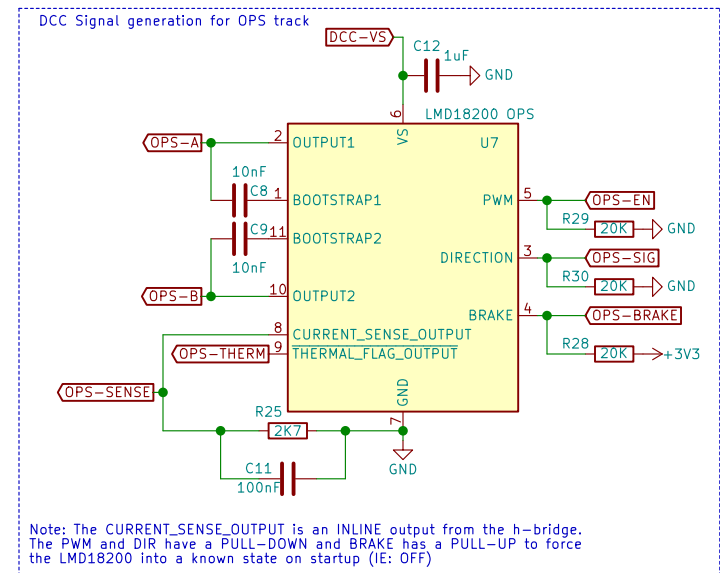 DCC Signal generation for OPS track
DCC-VS
C12
1uF
GND
6
LMD18200 OPS
VS
U7
OPS-A
2
OUTPUT1
10nF
C8
1
BOOTSTRAP1
C9
11
BOOTSTRAP2
10nF
OPS-B
10
OUTPUT2
PWM
5
OPS-EN
R29
20K
GND
DIRECTION
3
OPS-SIG
R30
20K
GND
BRAKE
4
OPS-BRAKE
R28
20K
+3V3
8
CURRENT_SENSE_OUTPUT
OPS-THERM
9
THERMAL_FLAG_OUTPUT
OPS-SENSE
GND
7
R25
2K7
GND
C11
100nF
Note: The CURRENT_SENSE_OUTPUT is an INLINE output from the h-bridge.
The PWM and DIR have a PULL-DOWN and BRAKE has a PULL-UP to force
the LMD18200 into a known state on startup (IE: OFF)